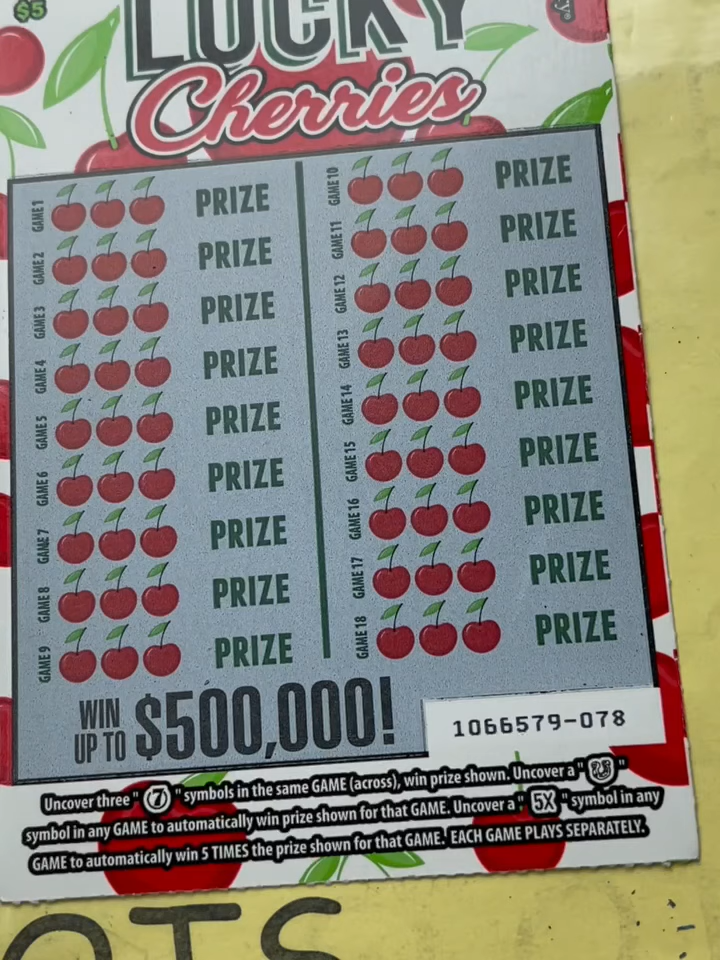 $5
LUCKY
Cherries
GAME 1 PRIZE
GAME 2 PRIZE
GAME 3 PRIZE
GAME 4 PRIZE
GAME 5 PRIZE
GAME 6 PRIZE
GAME 7 PRIZE
GAME 8 PRIZE
GAME 9 PRIZE
GAME 10 PRIZE
GAME 11 PRIZE
GAME 12 PRIZE
GAME 13 PRIZE
GAME 14 PRIZE
GAME 15 PRIZE
GAME 16 PRIZE
GAME 17 PRIZE
GAME 18 PRIZE
WIN
UP TO $500,000!
1066579-078
Uncover three "7" symbols in the same GAME (across), win prize shown. Uncover a " "
symbol in any GAME to automatically win prize shown for that GAME. Uncover a "5X" symbol in any
GAME to automatically win 5 TIMES the prize shown for that GAME. EACH GAME PLAYS SEPARATELY.
OTS